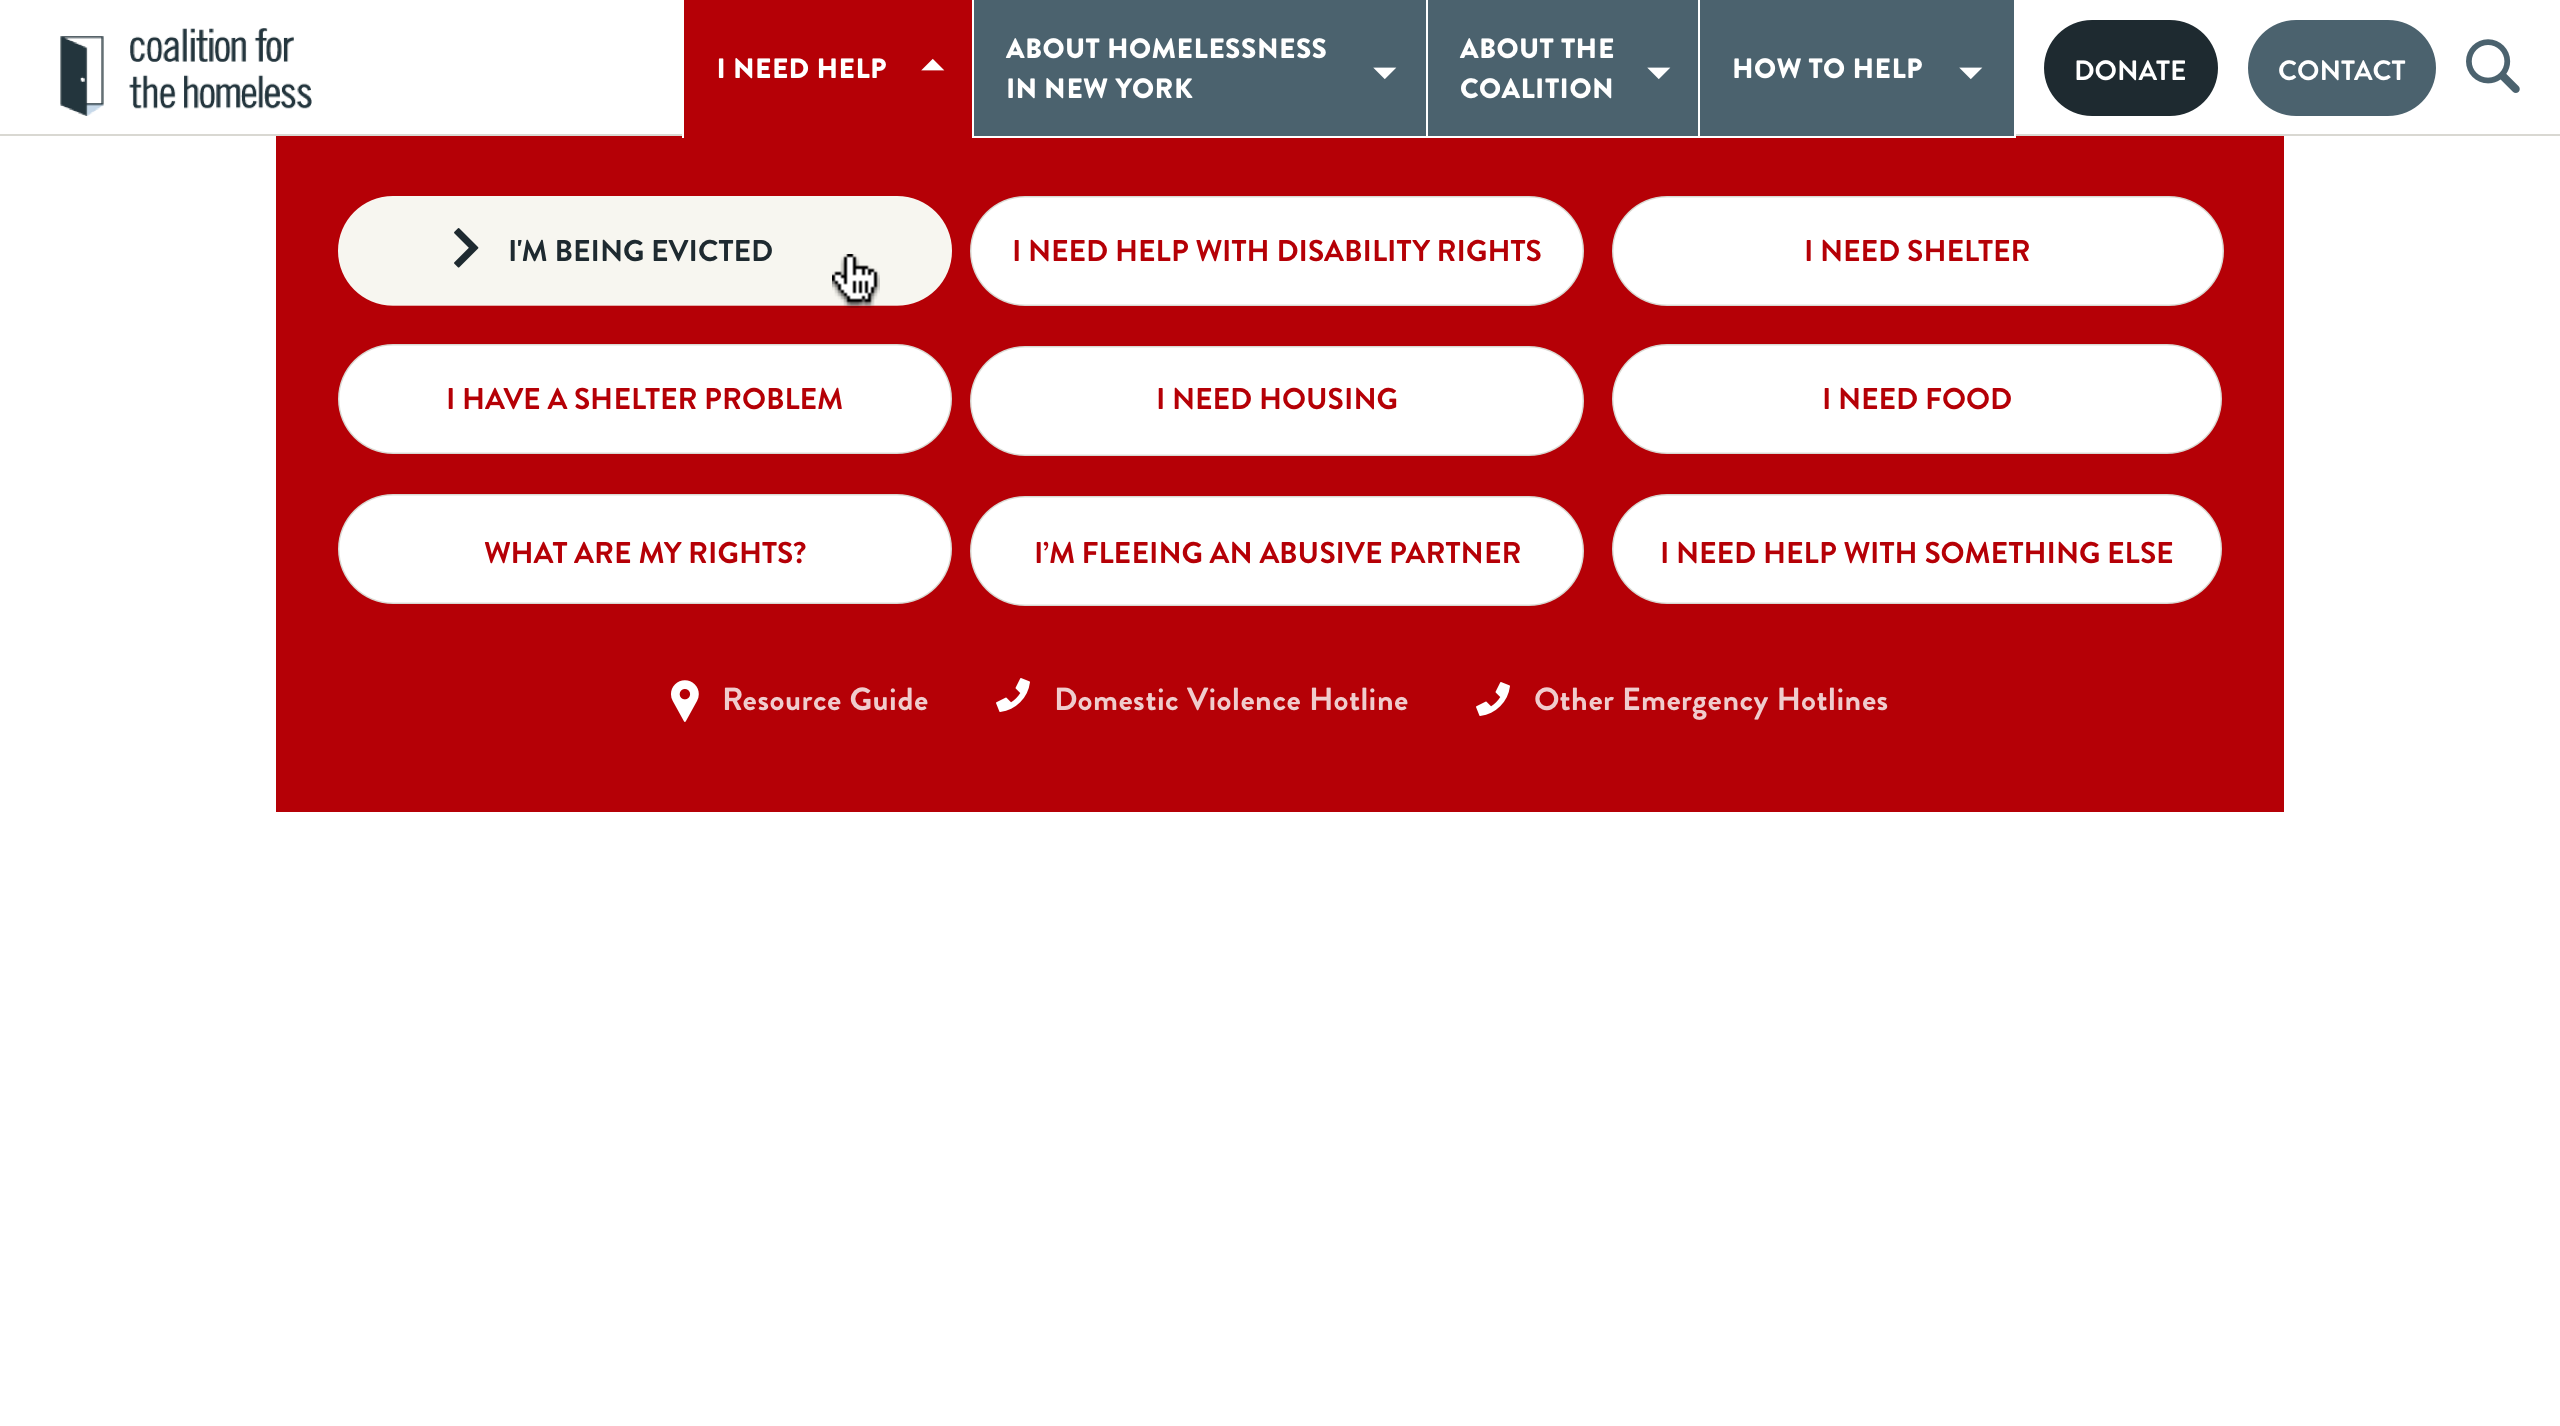 coalition for
the homeless
I NEED HELP
ABOUT HOMELESSNESS
IN NEW YORK
ABOUT THE
COALITION
HOW TO HELP
DONATE
CONTACT
I'M BEING EVICTED
I NEED HELP WITH DISABILITY RIGHTS
I NEED SHELTER
I HAVE A SHELTER PROBLEM
I NEED HOUSING
I NEED FOOD
WHAT ARE MY RIGHTS?
I’M FLEEING AN ABUSIVE PARTNER
I NEED HELP WITH SOMETHING ELSE
Resource Guide
Domestic Violence Hotline
Other Emergency Hotlines